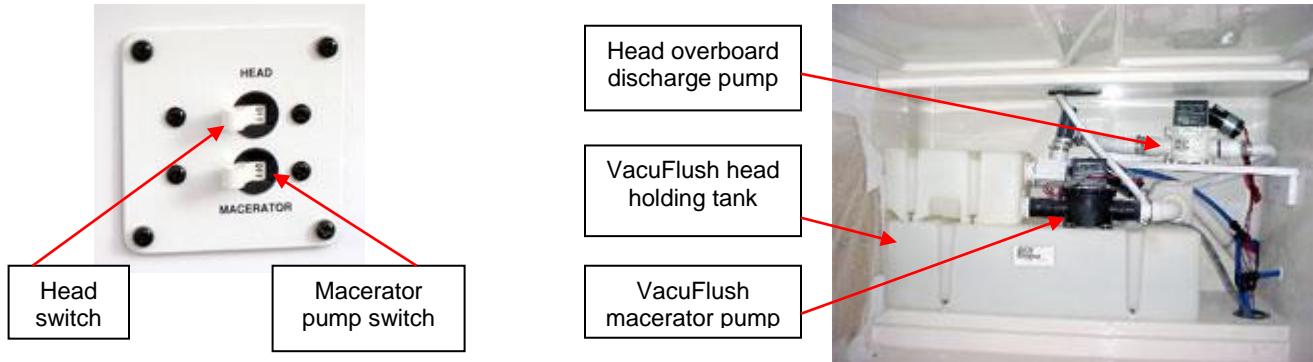 HEAD
MACERATOR
Head
switch
Macerator
pump switch
Head overboard
discharge pump
VacuFlush head
holding tank
VacuFlush
macerator pump